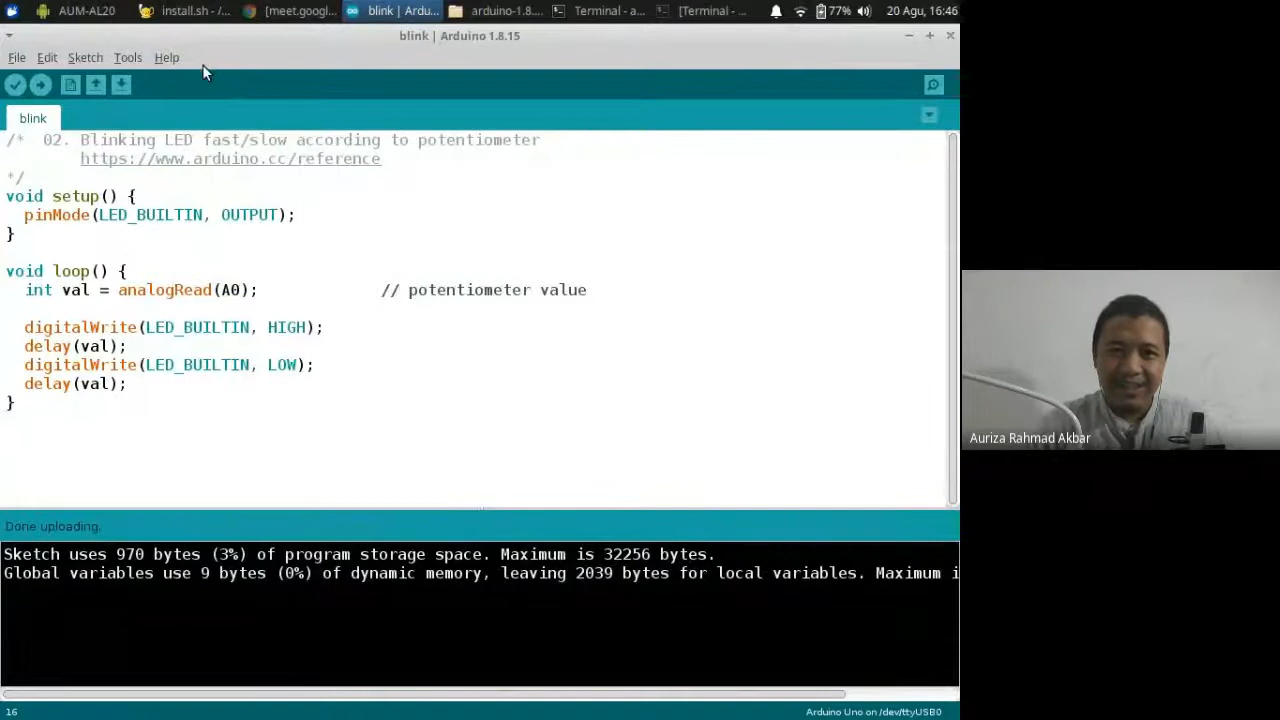 AUM-AL20
install.sh - /...
[meet.googl...
blink | Ardu...
arduino-1.8....
Terminal - a...
[Terminal - ...
77%
20 Agu, 16:46
blink | Arduino 1.8.15
File Edit Sketch Tools Help
blink
/*  02. Blinking LED fast/slow according to potentiometer
https://www.arduino.cc/reference
*/
void setup() {
pinMode(LED_BUILTIN, OUTPUT);
}
void loop() {
int val = analogRead(A0);             // potentiometer value
digitalWrite(LED_BUILTIN, HIGH);
delay(val);
digitalWrite(LED_BUILTIN, LOW);
delay(val);
}
Auriza Rahmad Akbar
Done uploading.
Sketch uses 970 bytes (3%) of program storage space. Maximum is 32256 bytes.
Global variables use 9 bytes (0%) of dynamic memory, leaving 2039 bytes for local variables. Maximum i
16
Arduino Uno on /dev/ttyUSB0